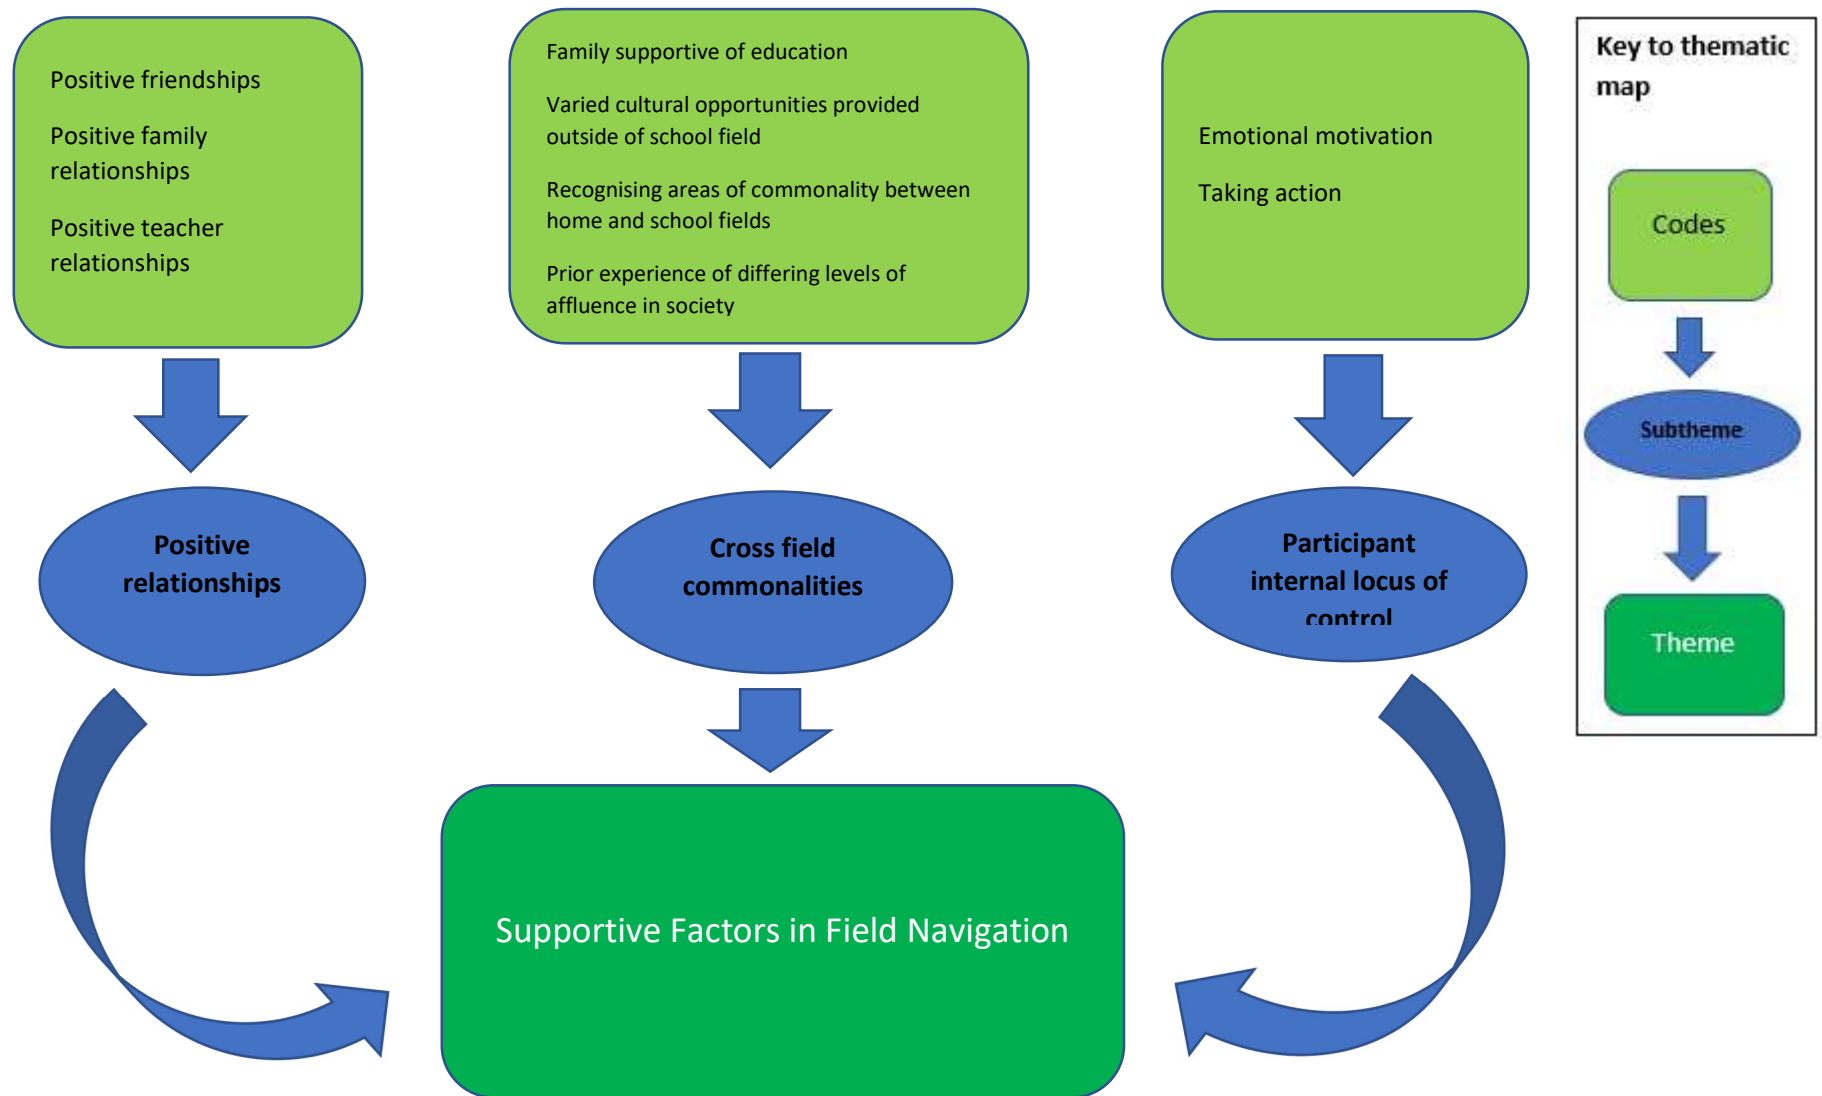 Positive friendships
Positive family
relationships
Positive teacher
relationships
Family supportive of education
Varied cultural opportunities provided
outside of school field
Recognising areas of commonality between
home and school fields
Prior experience of differing levels of
affluence in society
Emotional motivation
Taking action
Key to thematic
map
Codes
Subtheme
Theme
Positive
relationships
Cross field
commonalities
Participant
internal locus of
control
Supportive Factors in Field Navigation